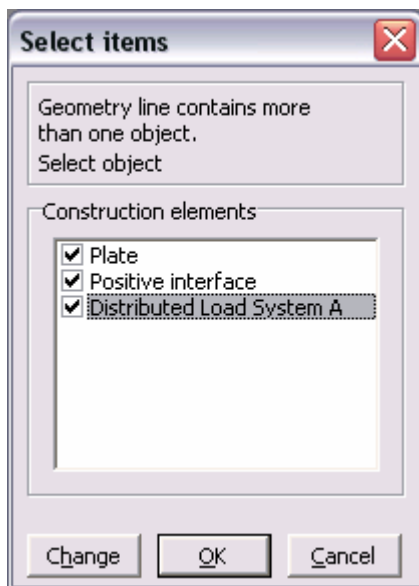 Select items
Geometry line contains more
than one object.
Select object
Construction elements
Plate
Positive interface
Distributed Load System A
Change
OK
Cancel